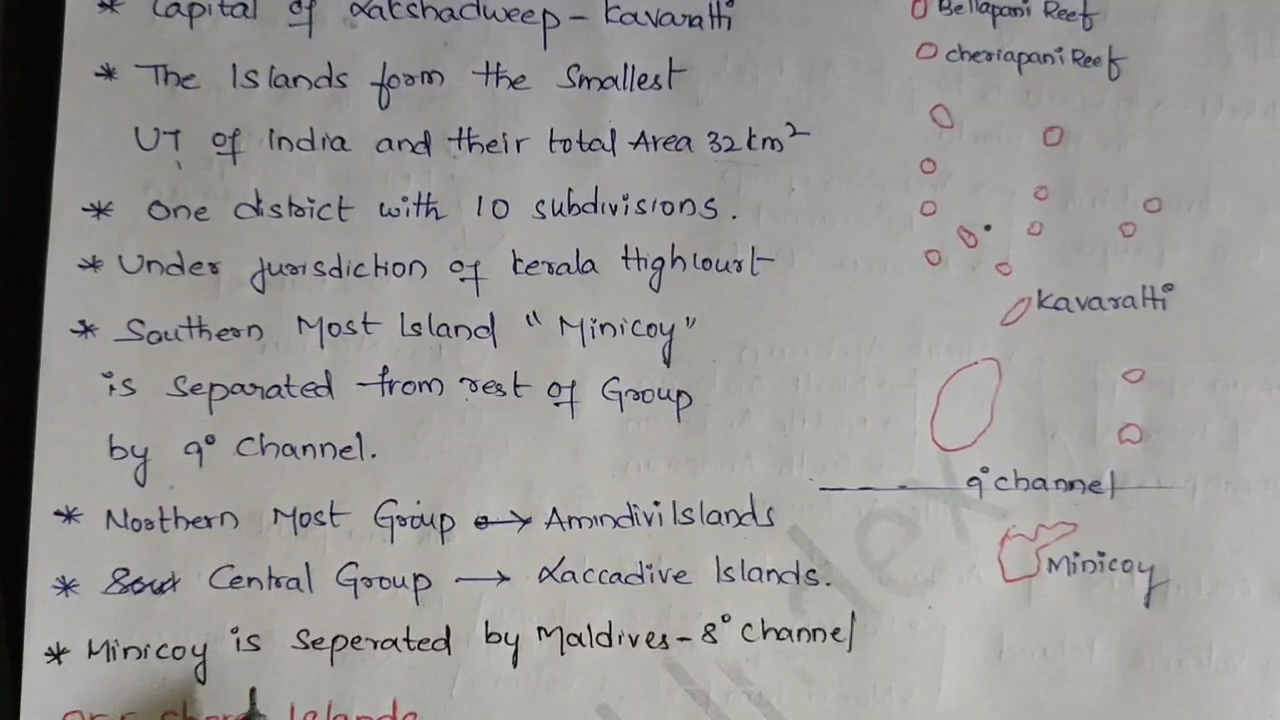 * Capital of Lakshadweep - Kavaratti
* The Islands form the Smallest
UT of India and their total Area 32 km²
* One district with 10 subdivisions.
* Under jurisdiction of kerala Highcourt
* Southern Most Island "Minicoy"
is separated from rest of Group
by 9° Channel.
* Northern Most Group → Amindivi Islands
* Central Group → Laccadive Islands.
* Minicoy is seperated by Maldives - 8° Channel
Islands
Bellapani Reef
cheriapani Reef
Kavaratti
9° channel
Minicoy